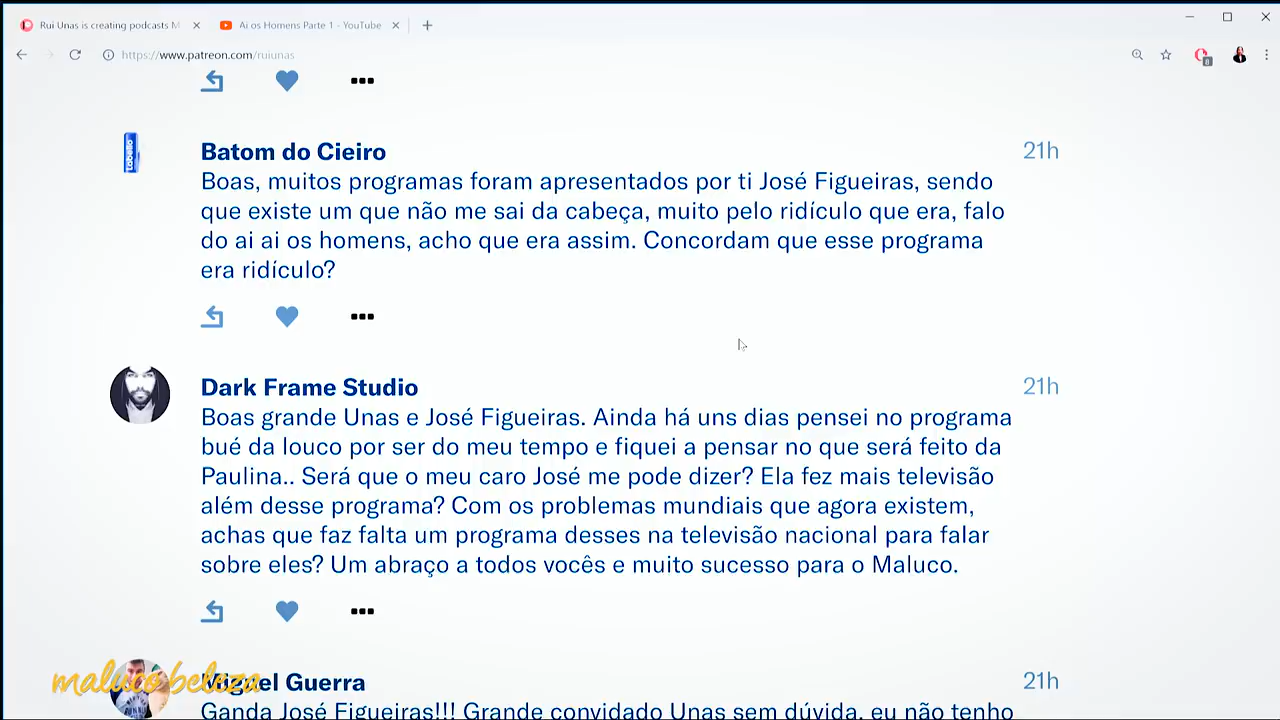 Rui Unas is creating podcasts M
Ai os Homens Parte 1 - YouTube
https://www.patreon.com/ruiunas
8
Labello
Batom do Cieiro
21h
Boas, muitos programas foram apresentados por ti José Figueiras, sendo
que existe um que não me sai da cabeça, muito pelo ridículo que era, falo
do ai ai os homens, acho que era assim. Concordam que esse programa
era ridículo?
Dark Frame Studio
21h
Boas grande Unas e José Figueiras. Ainda há uns dias pensei no programa
bué da louco por ser do meu tempo e fiquei a pensar no que será feito da
Paulina.. Será que o meu caro José me pode dizer? Ela fez mais televisão
além desse programa? Com os problemas mundiais que agora existem,
achas que faz falta um programa desses na televisão nacional para falar
sobre eles? Um abraço a todos vocês e muito sucesso para o Maluco.
maluco beleza
Miguel Guerra
21h
Ganda José Figueiras!!! Grande convidado Unas sem dúvida, eu não tenho